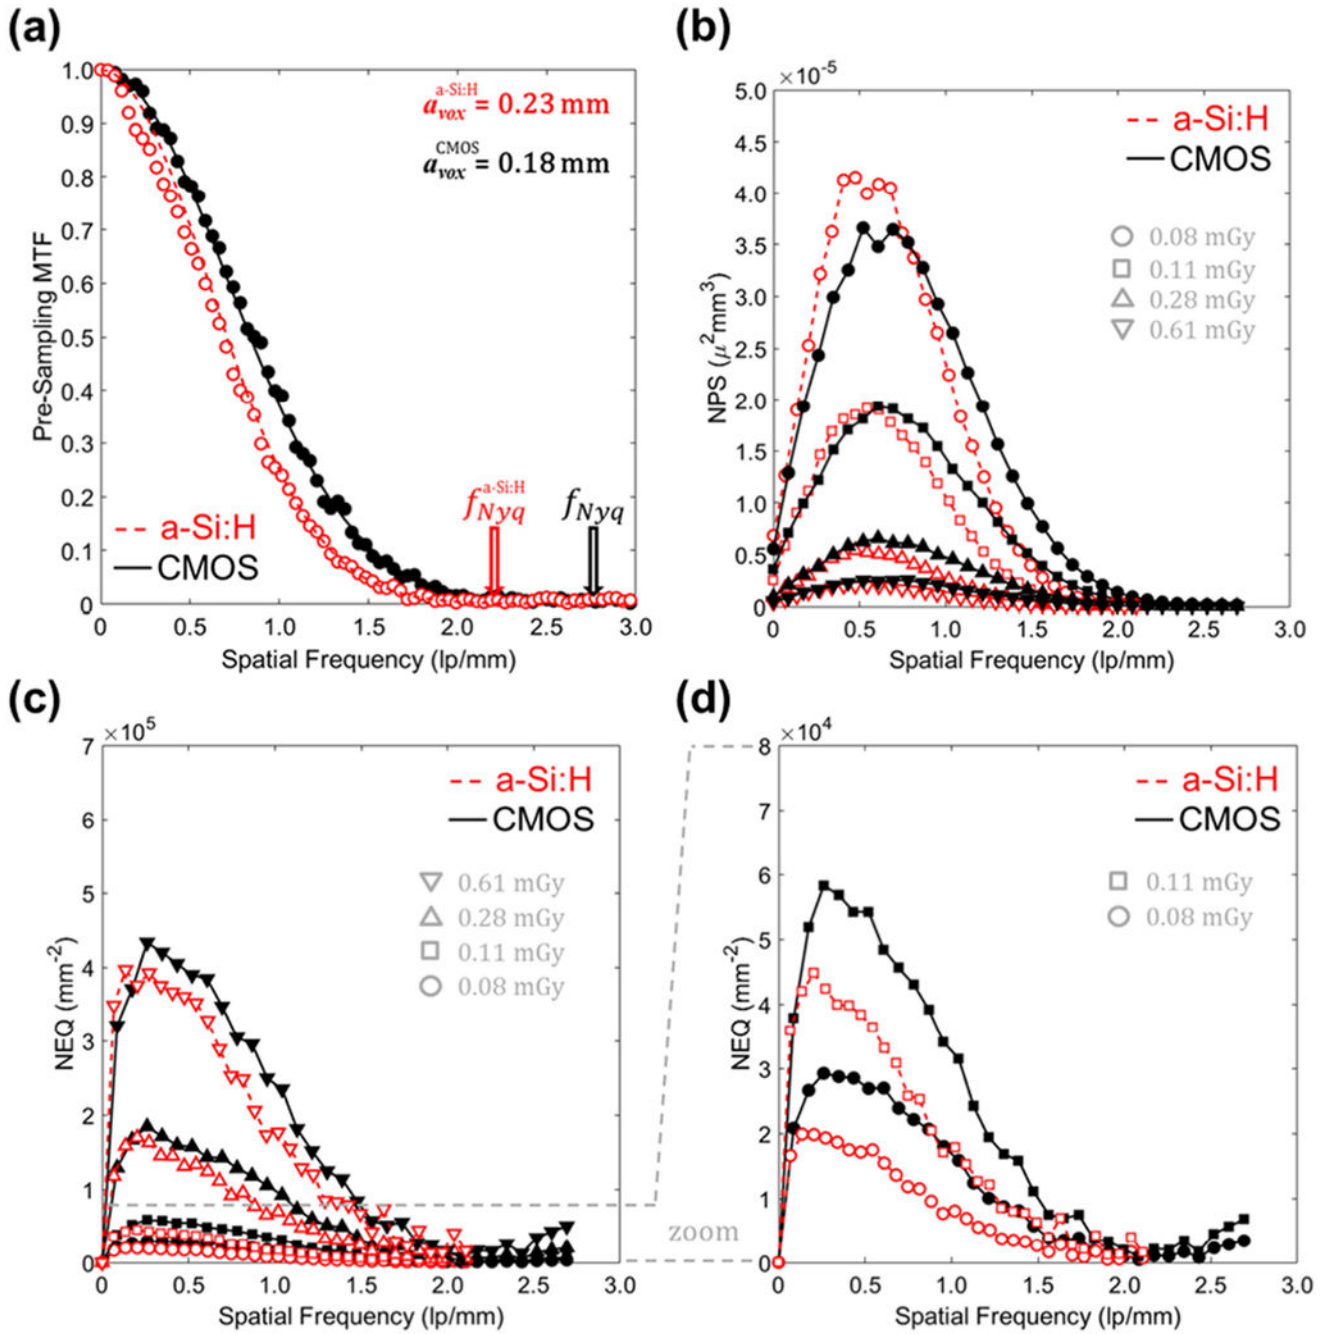 (a)
1.0
0.9
0.8
0.7
0.6
0.5
0.4
0.3
0.2
0.1
0
Pre-Sampling MTF
a_vox^a-Si:H = 0.23 mm
a_vox^CMOS = 0.18 mm
f_Nyq^a-Si:H
f_Nyq
a-Si:H
CMOS
0 0.5 1.0 1.5 2.0 2.5 3.0
Spatial Frequency (lp/mm)
(b)
×10⁻⁵
5.0
4.5
4.0
3.5
3.0
2.5
2.0
1.5
1.0
0.5
0
NPS (μ²mm³)
a-Si:H
CMOS
0.08 mGy
0.11 mGy
0.28 mGy
0.61 mGy
0 0.5 1.0 1.5 2.0 2.5 3.0
Spatial Frequency (lp/mm)
(c)
×10⁵
7
6
5
4
3
2
1
0
NEQ (mm⁻²)
a-Si:H
CMOS
0.61 mGy
0.28 mGy
0.11 mGy
0.08 mGy
0 0.5 1.0 1.5 2.0 2.5 3.0
Spatial Frequency (lp/mm)
zoom
(d)
×10⁴
8
7
6
5
4
3
2
1
0
NEQ (mm⁻²)
a-Si:H
CMOS
0.11 mGy
0.08 mGy
0 0.5 1.0 1.5 2.0 2.5 3.0
Spatial Frequency (lp/mm)